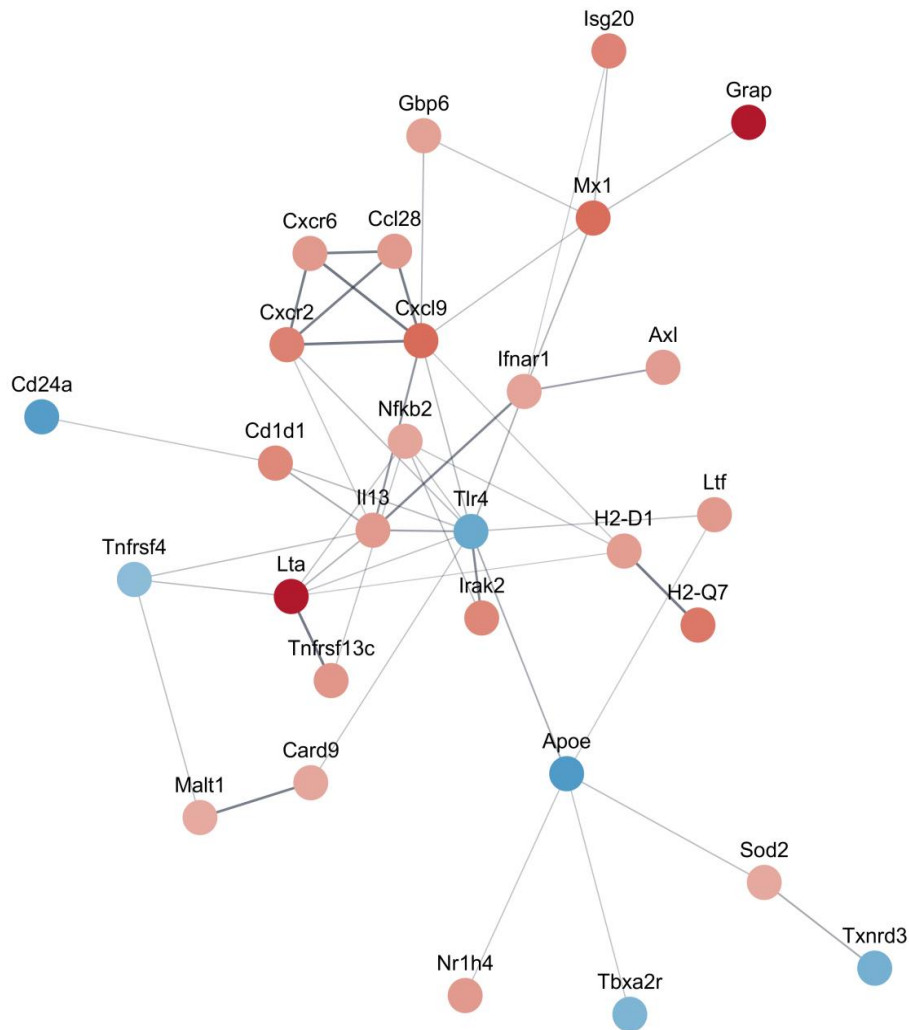 Isg20
Grap
Gbp6
Mx1
Cxcr6
Ccl28
Cxcr2
Cxcl9
Axl
Ifnar1
Cd24a
Nfkb2
Cd1d1
Ltf
Il13
Tlr4
H2-D1
Tnfrsf4
Lta
Irak2
H2-Q7
Tnfrsf13c
Apoe
Card9
Malt1
Sod2
Txnrd3
Nr1h4
Tbxa2r